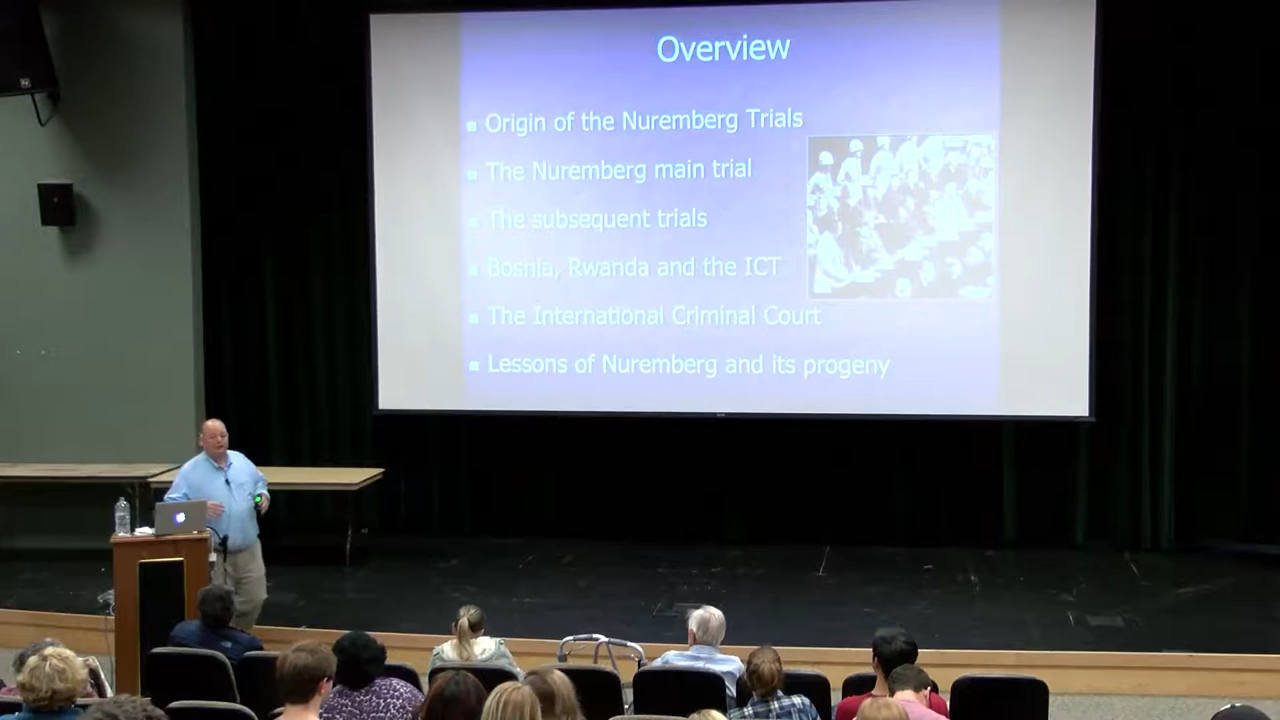 Overview
Origin of the Nuremberg Trials
The Nuremberg main trial
The subsequent trials
Bosnia, Rwanda and the ICT
The International Criminal Court
Lessons of Nuremberg and its progeny